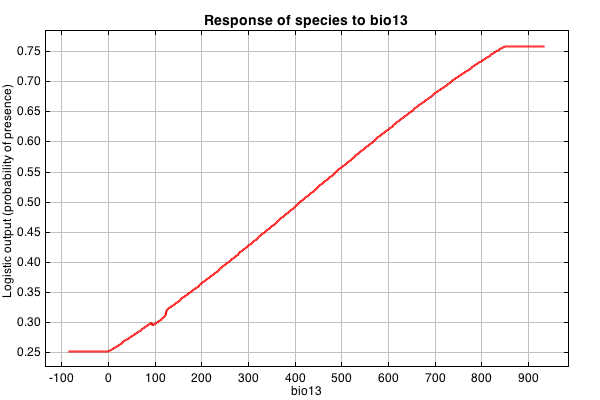 Response of species to bio13
Logistic output (probability of presence)
0.75
0.70
0.65
0.60
0.55
0.50
0.45
0.40
0.35
0.30
0.25
-100 0 100 200 300 400 500 600 700 800 900
bio13